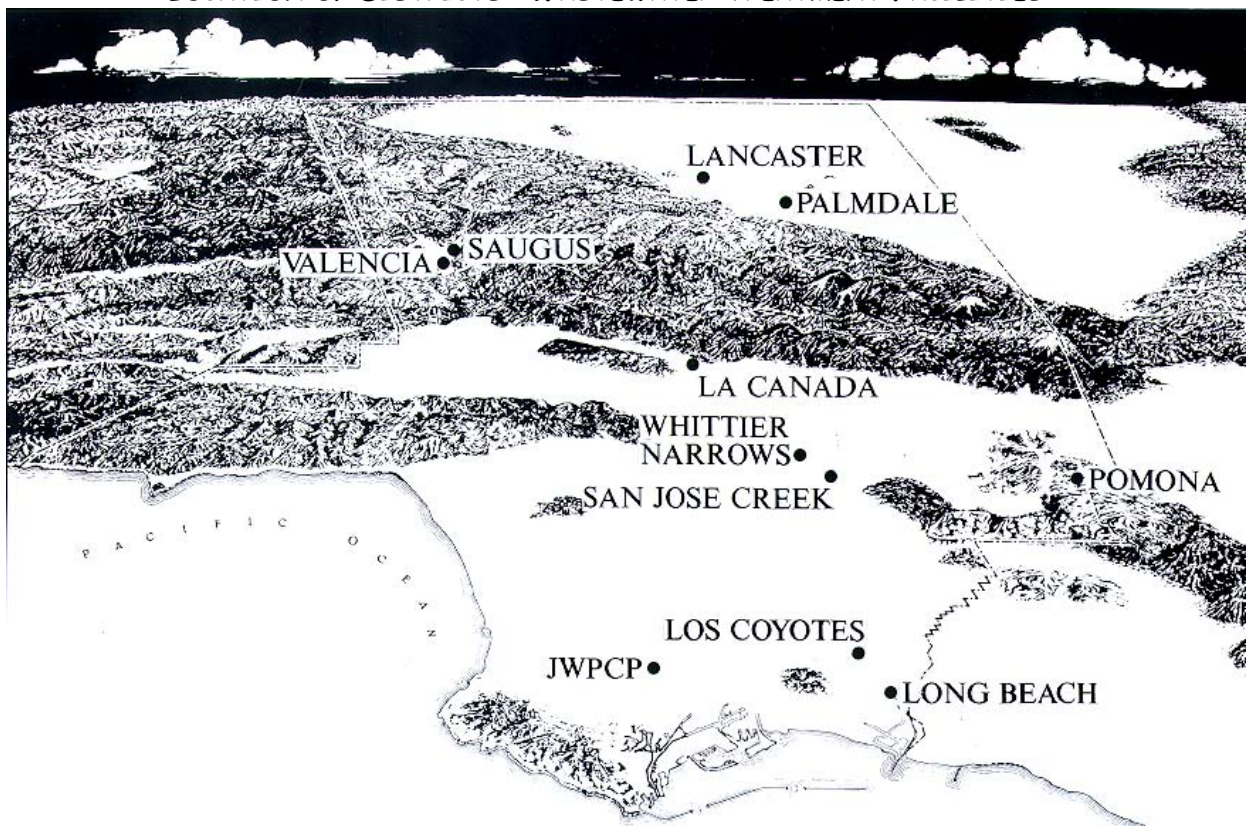 LANCASTER
PALMDALE
SAUGUS
VALENCIA
LA CANADA
WHITTIER
NARROWS
SAN JOSE CREEK
POMONA
PACIFIC OCEAN
LOS COYOTES
JWPCP
LONG BEACH